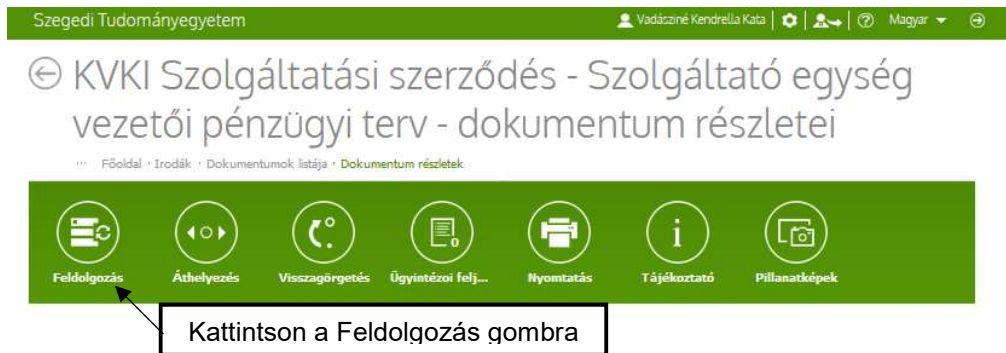 Szegedi Tudományegyetem
Vadásziné Kendrella Kata
Magyar
KVKI Szolgáltatási szerződés - Szolgáltató egység
vezetői pénzügyi terv - dokumentum részletei
... Főoldal · Irodák · Dokumentumok listája · Dokumentum részletek
Feldolgozás
Áthelyezés
Visszagörgetés
Ügyintézoi felj...
Nyomtatás
Tájékoztató
Pillanatképek
Kattintson a Feldolgozás gombra